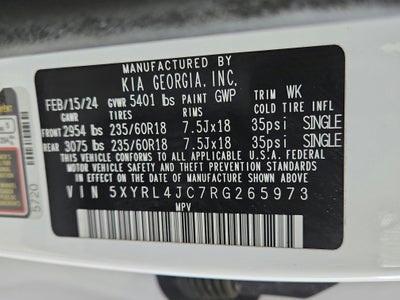 MANUFACTURED BY
KIA GEORGIA, INC.
FEB/15/24 GVWR 5401 lbs PAINT GWP TRIM WK
GAWR TIRES RIMS COLD TIRE INFL
FRONT 2954 lbs 235/60R18 7.5Jx18 35psi SINGLE
REAR 3075 lbs 235/60R18 7.5Jx18 35psi SINGLE
THIS VEHICLE CONFORMS TO ALL APPLICABLE U.S.A. FEDERAL
MOTOR VEHICLE SAFETY, BUMPER, AND THEFT PREVENTION
STANDARDS IN EFFECT ON THE DATE OF MANUFACTURE SHOWN ABOVE
VIN 5XYRL4JC7RG265973
MPV
5720